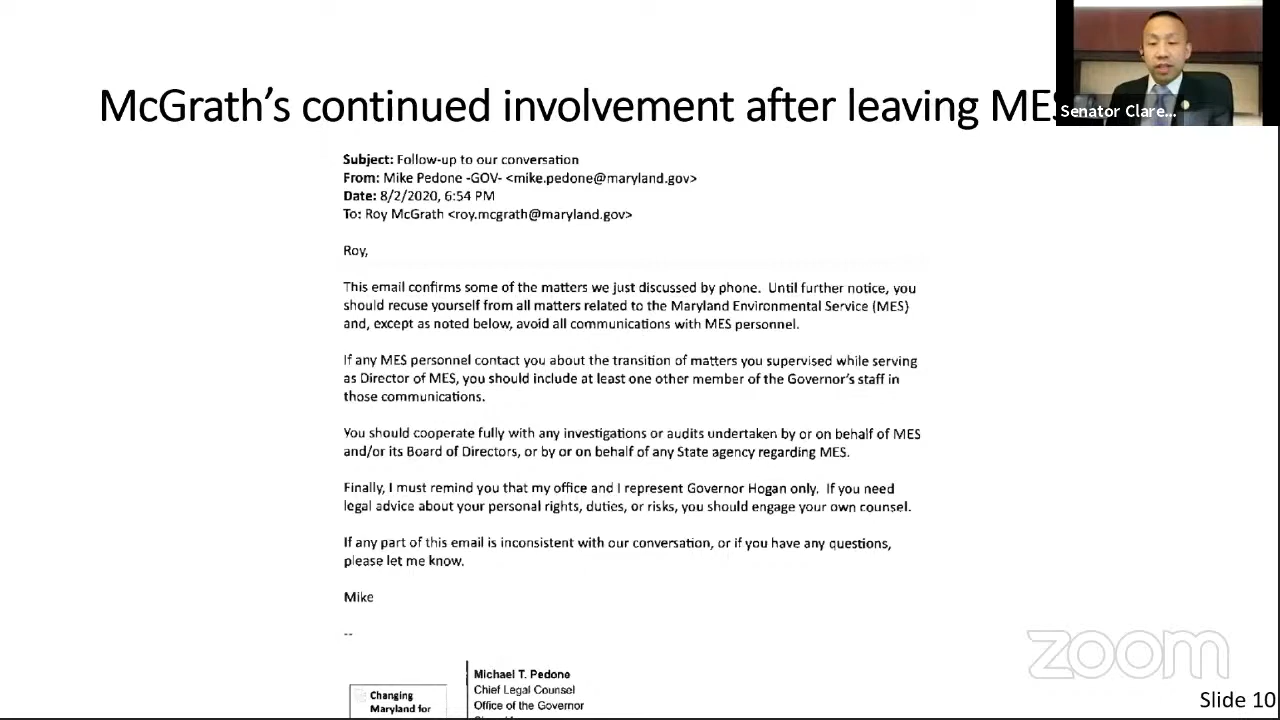 McGrath's continued involvement after leaving MES
Senator Clare...
Subject: Follow-up to our conversation
From: Mike Pedone -GOV- <mike.pedone@maryland.gov>
Date: 8/2/2020, 6:54 PM
To: Roy McGrath <roy.mcgrath@maryland.gov>
Roy,
This email confirms some of the matters we just discussed by phone. Until further notice, you
should recuse yourself from all matters related to the Maryland Environmental Service (MES)
and, except as noted below, avoid all communications with MES personnel.
If any MES personnel contact you about the transition of matters you supervised while serving
as Director of MES, you should include at least one other member of the Governor's staff in
those communications.
You should cooperate fully with any investigations or audits undertaken by or on behalf of MES
and/or its Board of Directors, or by or on behalf of any State agency regarding MES.
Finally, I must remind you that my office and I represent Governor Hogan only. If you need
legal advice about your personal rights, duties, or risks, you should engage your own counsel.
If any part of this email is inconsistent with our conversation, or if you have any questions,
please let me know.
Mike
--
Changing
Maryland for
Michael T. Pedone
Chief Legal Counsel
Office of the Governor
zoom
Slide 10